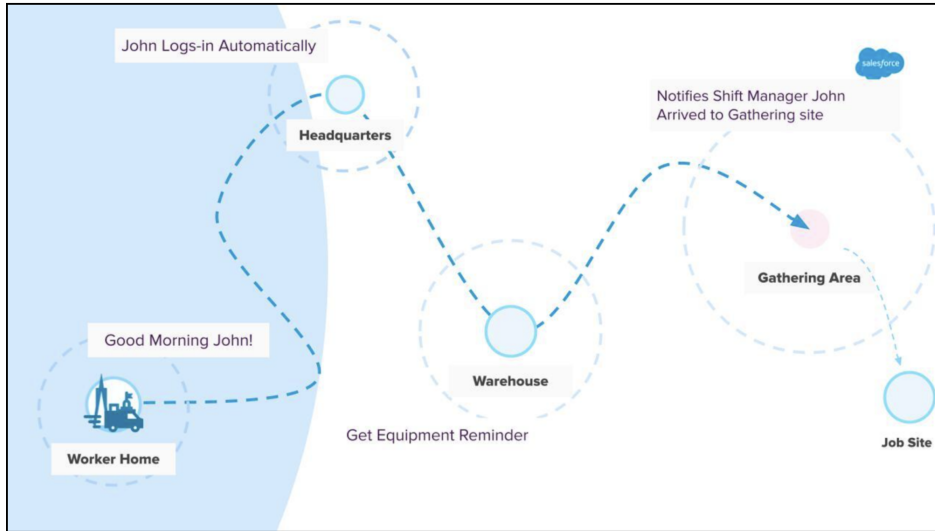 John Logs-in Automatically
salesforce
Notifies Shift Manager John
Arrived to Gathering site
Headquarters
Gathering Area
Good Morning John!
Warehouse
Get Equipment Reminder
Job Site
Worker Home